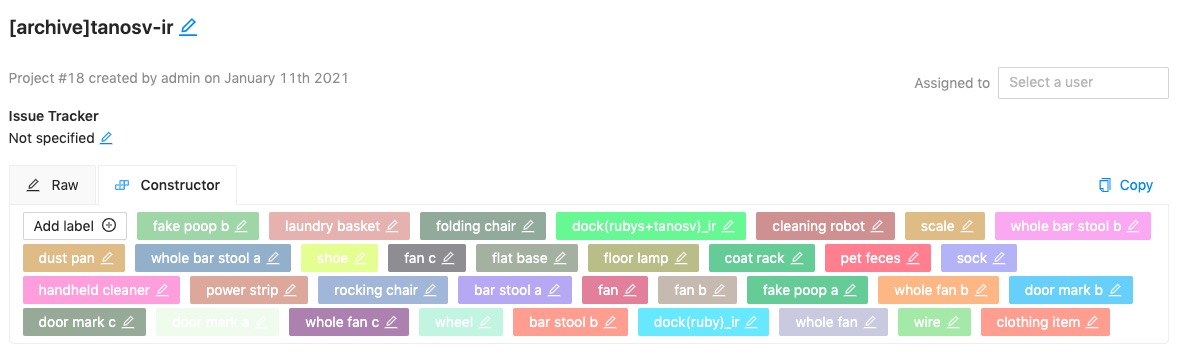 [archive]tanosv-ir
Project #18 created by admin on January 11th 2021
Assigned to Select a user
Issue Tracker
Not specified
Raw Constructor Copy
Add label fake poop b laundry basket folding chair dock(rubys+tanosv)_ir cleaning robot scale whole bar stool b
dust pan whole bar stool a shoe fan c flat base floor lamp coat rack pet feces sock
handheld cleaner power strip rocking chair bar stool a fan fan b fake poop a whole fan b door mark b
door mark c door mark a whole fan c wheel bar stool b dock(ruby)_ir whole fan wire clothing item